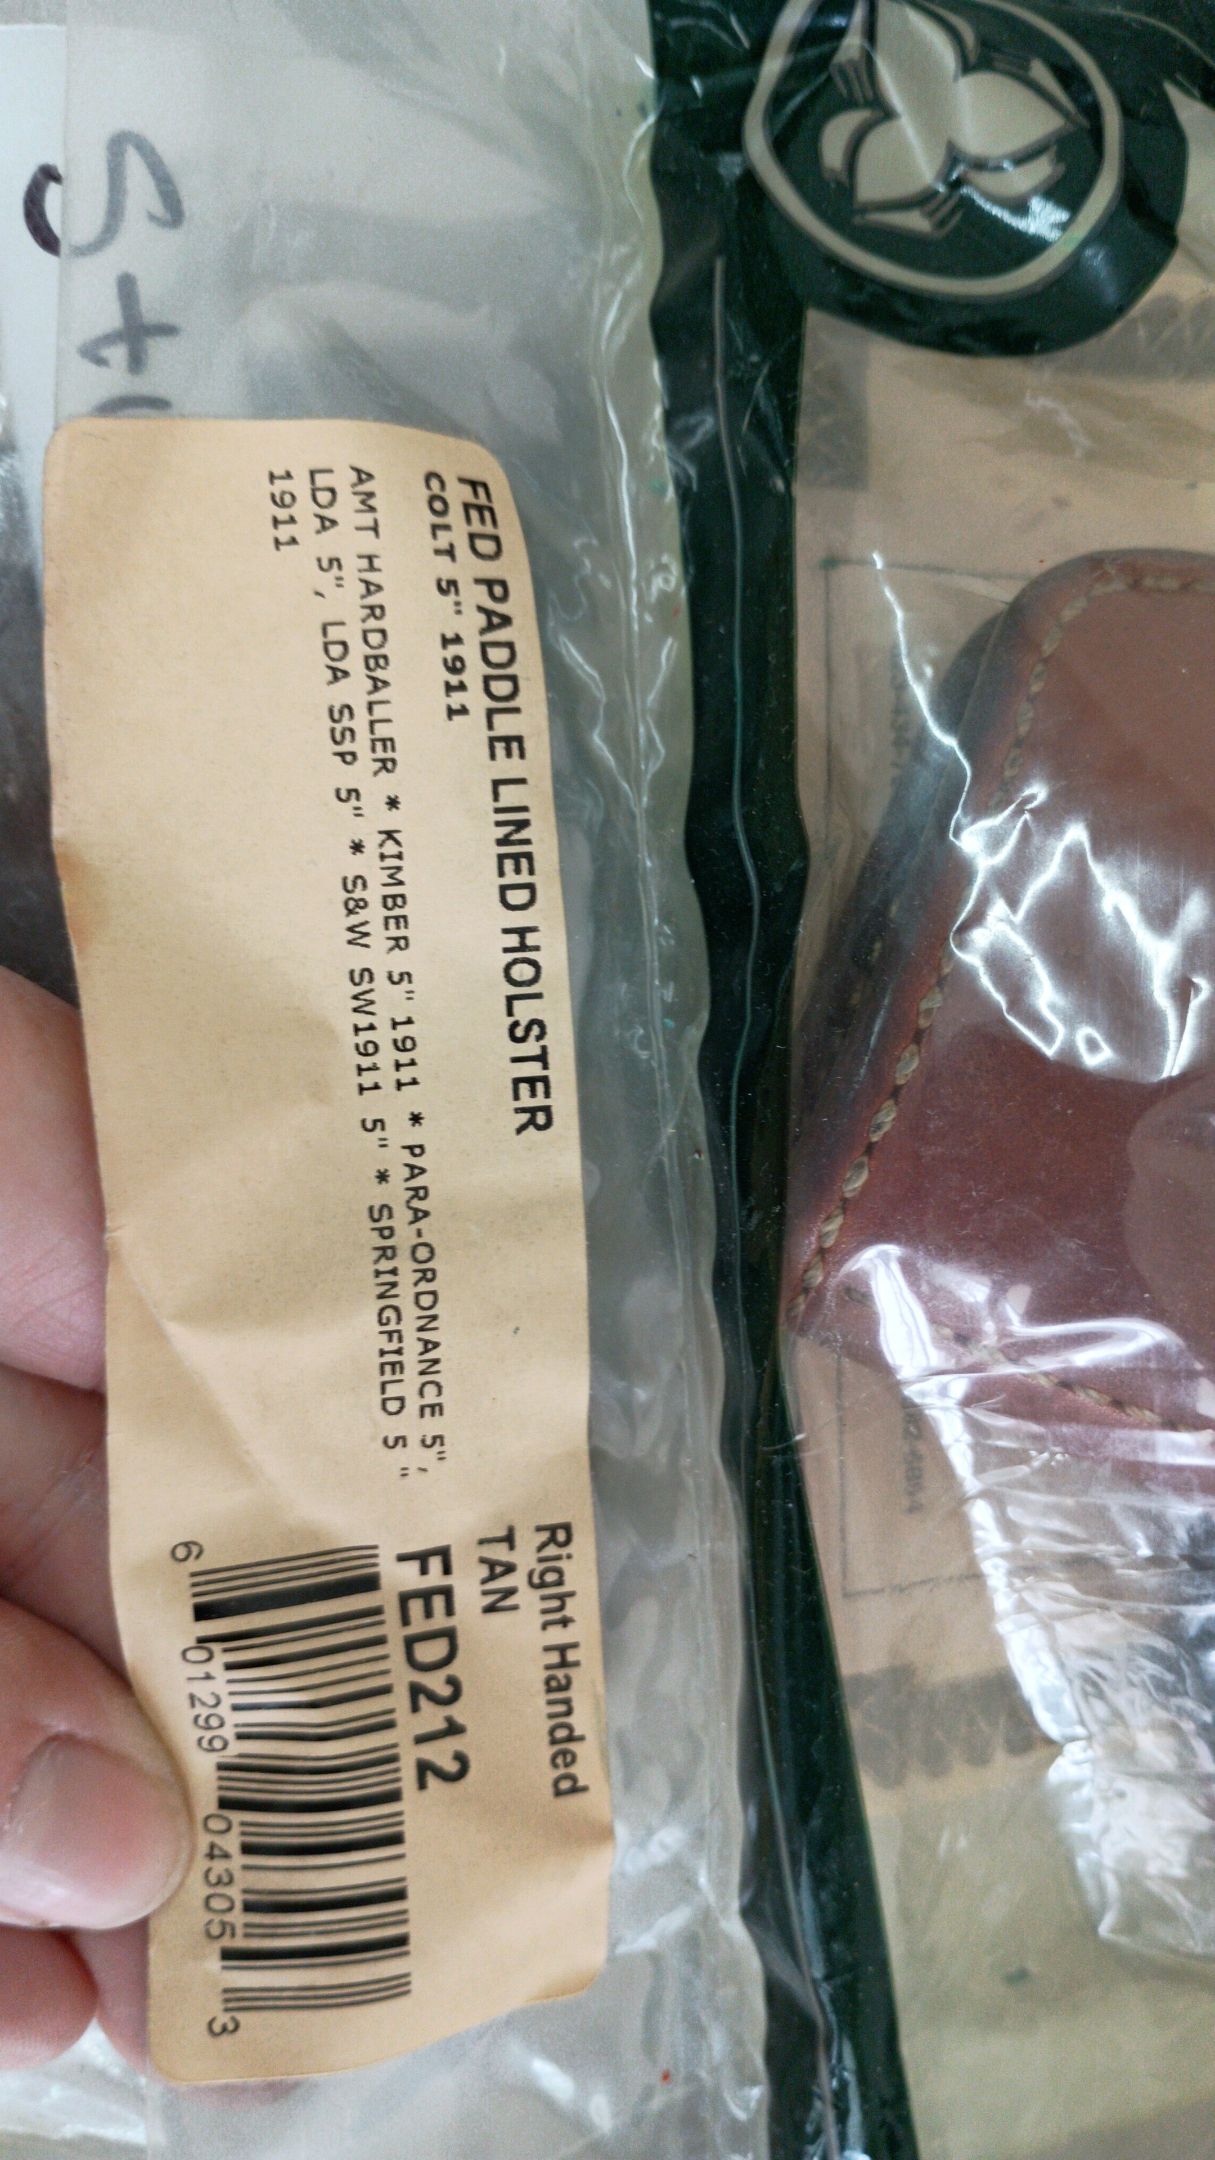 St
FED PADDLE LINED HOLSTER
COLT 5" 1911
AMT HARDBALLER * KIMBER 5" 1911 * PARA-ORDNANCE 5",
LDA 5", LDA SSP 5" * S&W SW1911 5" * SPRINGFIELD 5 "
1911
Right Handed
TAN
FED212
6 01299 04305 3